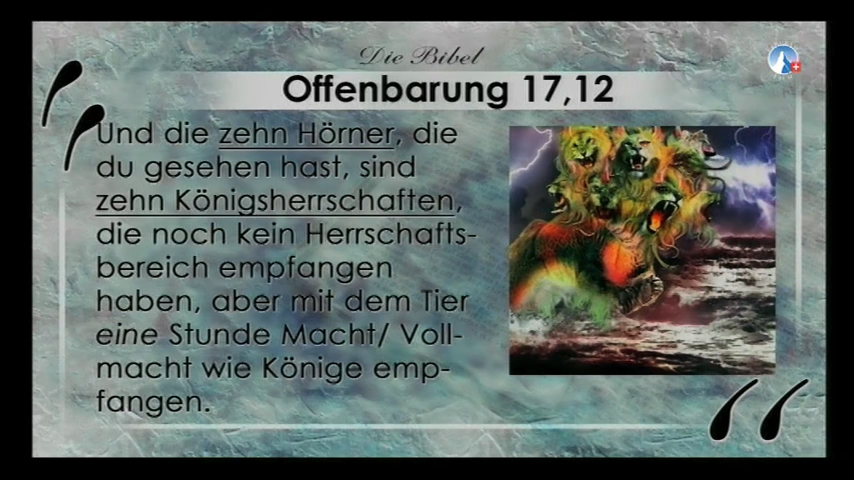 Die Bibel
Offenbarung 17,12
Und die zehn Hörner, die
du gesehen hast, sind
zehn Königsherrschaften,
die noch kein Herrschafts-
bereich empfangen
haben, aber mit dem Tier
eine Stunde Macht/ Voll-
macht wie Könige emp-
fangen.